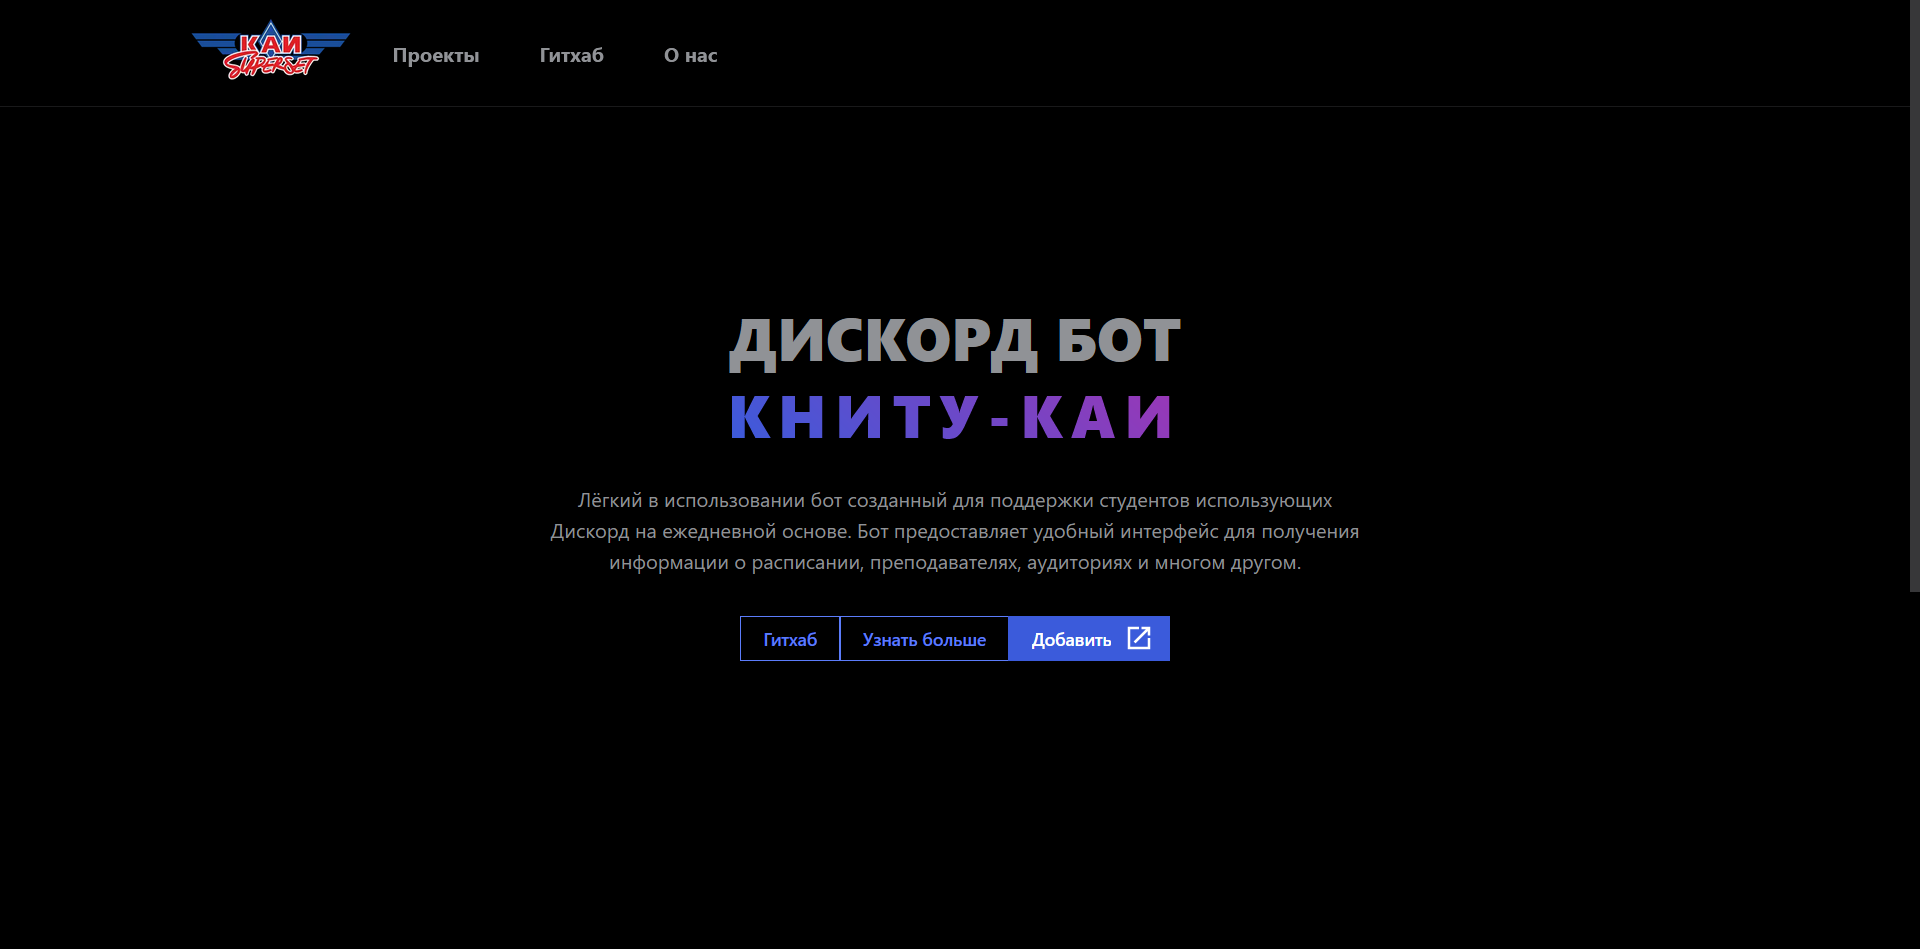 КАИ
SUPERSET
Проекты
Гитхаб
О нас
ДИСКОРД БОТ
КНИТУ-КАИ
Лёгкий в использовании бот созданный для поддержки студентов использующих
Дискорд на ежедневной основе. Бот предоставляет удобный интерфейс для получения
информации о расписании, преподавателях, аудиториях и многом другом.
Гитхаб
Узнать больше
Добавить